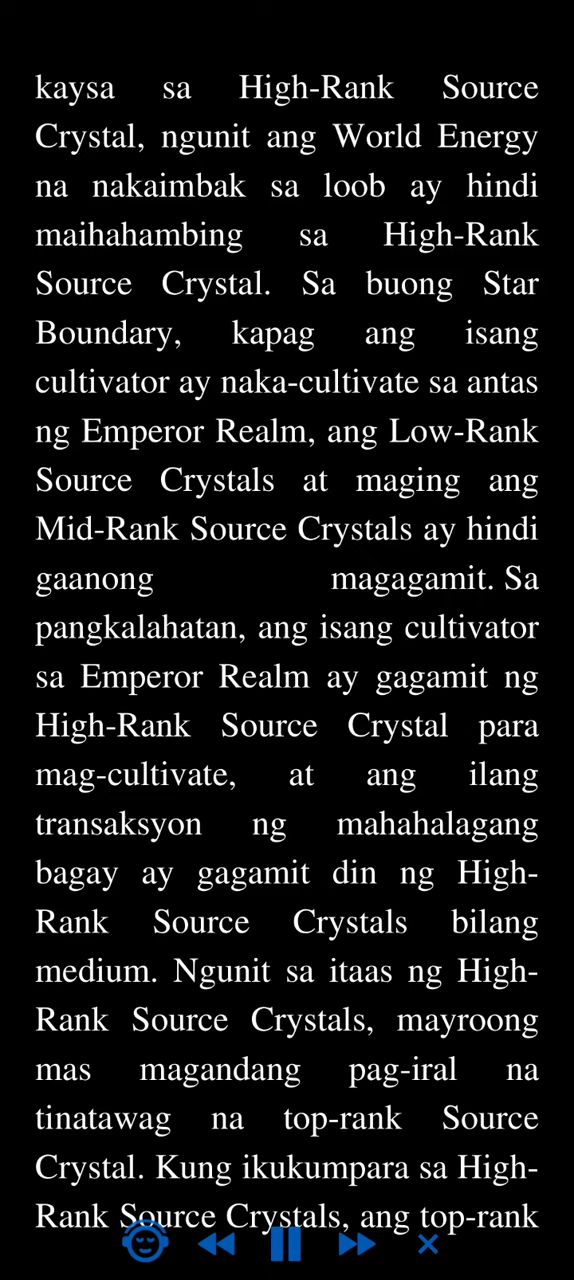 kaysa sa High-Rank Source
Crystal, ngunit ang World Energy
na nakaimbak sa loob ay hindi
maihahambing sa High-Rank
Source Crystal. Sa buong Star
Boundary, kapag ang isang
cultivator ay naka-cultivate sa antas
ng Emperor Realm, ang Low-Rank
Source Crystals at maging ang
Mid-Rank Source Crystals ay hindi
gaanong magagamit. Sa
pangkalahatan, ang isang cultivator
sa Emperor Realm ay gagamit ng
High-Rank Source Crystal para
mag-cultivate, at ang ilang
transaksyon ng mahahalagang
bagay ay gagamit din ng High-
Rank Source Crystals bilang
medium. Ngunit sa itaas ng High-
Rank Source Crystals, mayroong
mas magandang pag-iral na
tinatawag na top-rank Source
Crystal. Kung ikukumpara sa High-
Rank Source Crystals, ang top-rank